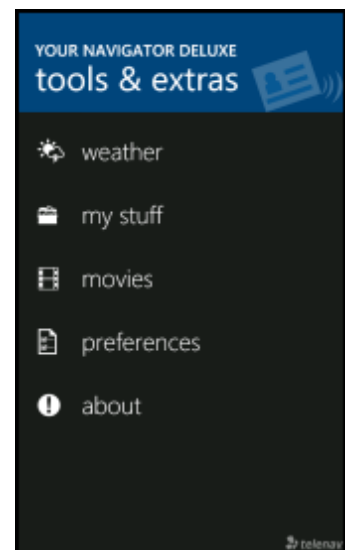 YOUR NAVIGATOR DELUXE
tools & extras
weather
my stuff
movies
preferences
about
telenav